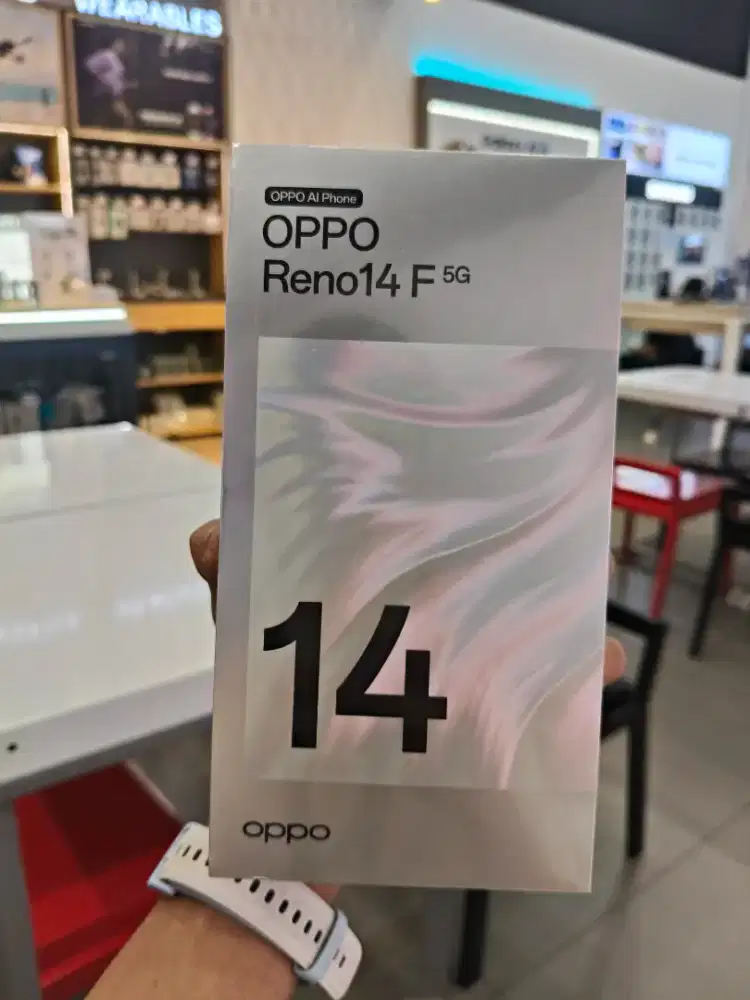 WEARABLES
OPPO AI Phone
OPPO
Reno14 F 5G
14
oppo